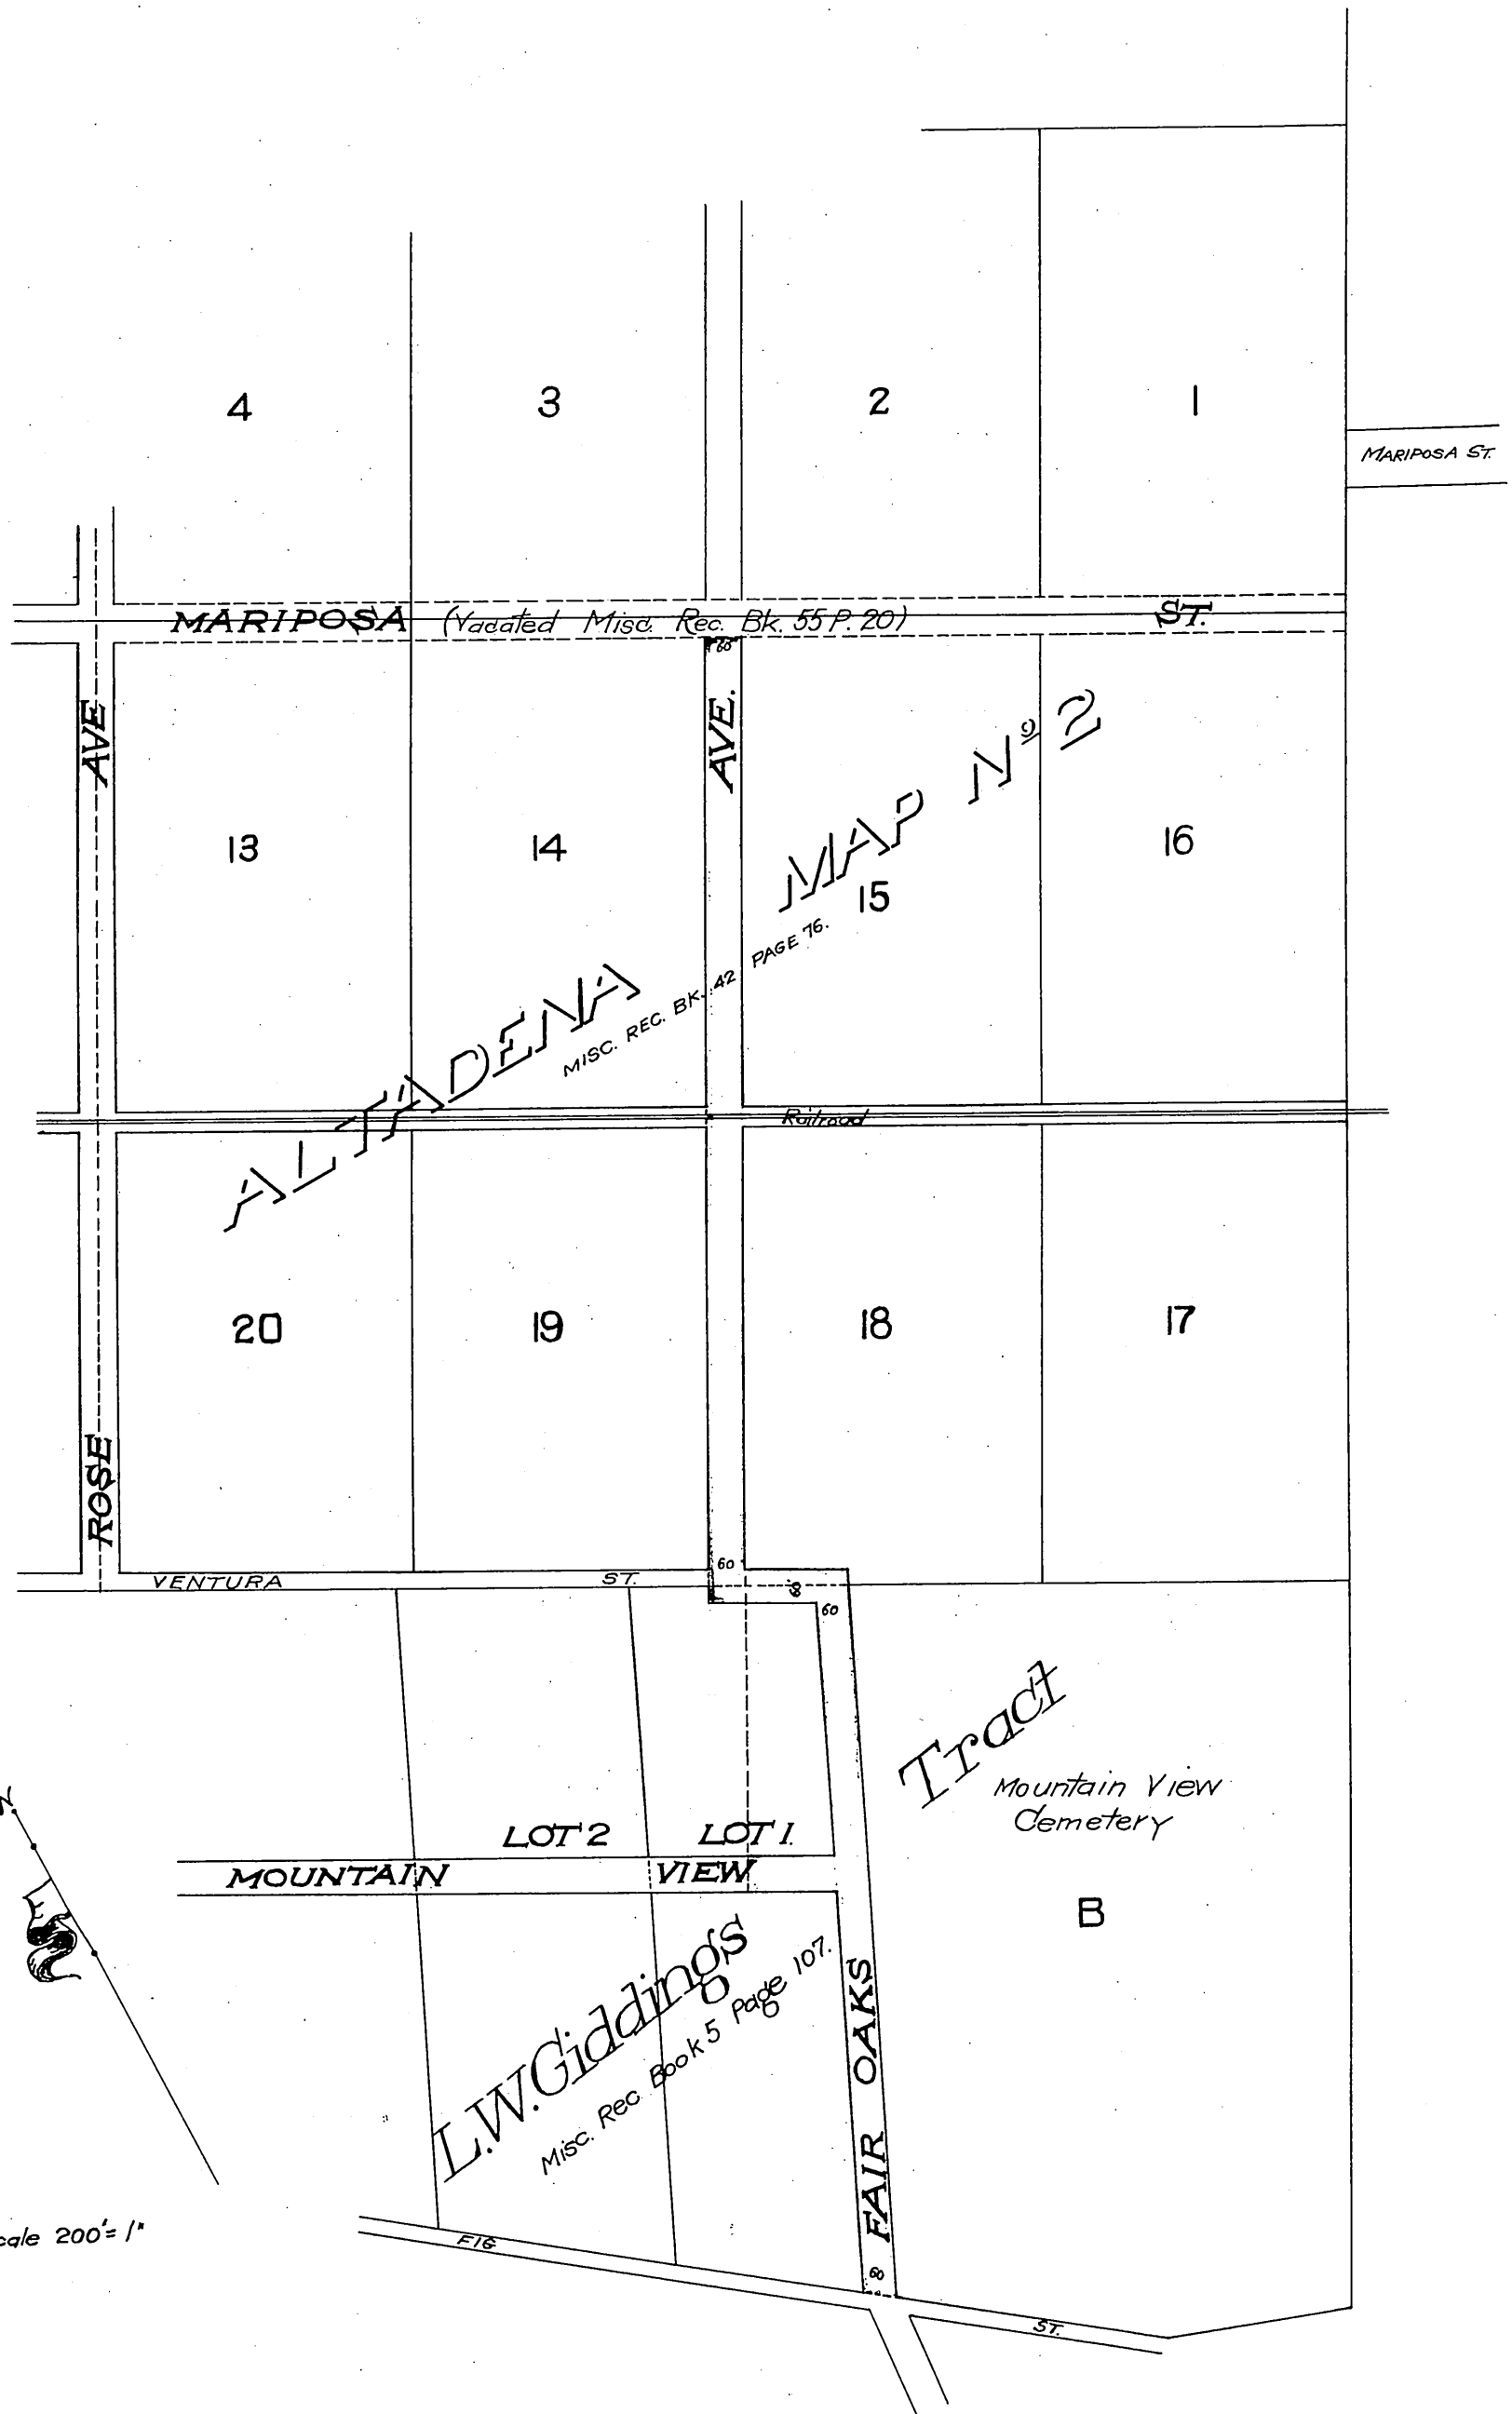 4
3
2
1
MARIPOSA ST.
MARIPOSA (Vacated Misc. Rec. Bk. 55 P. 20) ST.
60
AVE
AVE.
ALTADENA MAP Nº 2
MISC. REC. BK. 42 PAGE 76.
13
14
15
16
Railroad
20
19
18
17
ROSE
VENTURA ST.
60
60
Tract
Mountain View
Cemetery
N.
LOT 2
LOT 1.
MOUNTAIN VIEW
B
L.W. Giddings
Misc. Rec. Book 5 Page 107.
FAIR OAKS
Scale 200'= 1"
FIG ST.
60